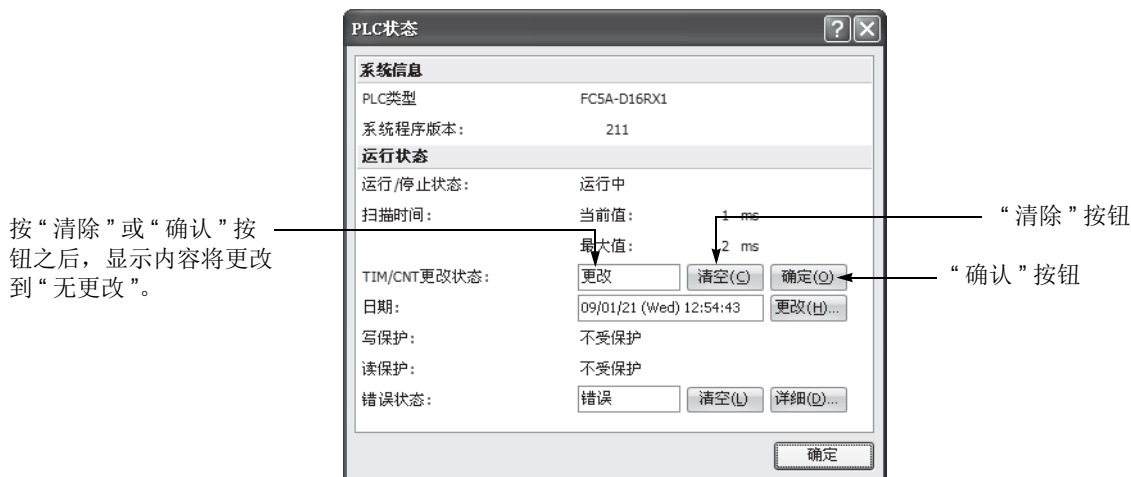 PLC状态
系统信息
PLC类型 FC5A-D16RX1
系统程序版本: 211
运行状态
运行/停止状态: 运行中
扫描时间: 当前值: 1 ms
最大值: 2 ms
TIM/CNT更改状态: 更改 清空(C) 确定(O)
日期: 09/01/21 (Wed) 12:54:43 更改(H)...
写保护: 不受保护
读保护: 不受保护
错误状态: 错误 清空(L) 详细(D)...
确定
按“清除”或“确认”按
钮之后，显示内容将更改
到“无更改”。
“清除”按钮
“确认”按钮